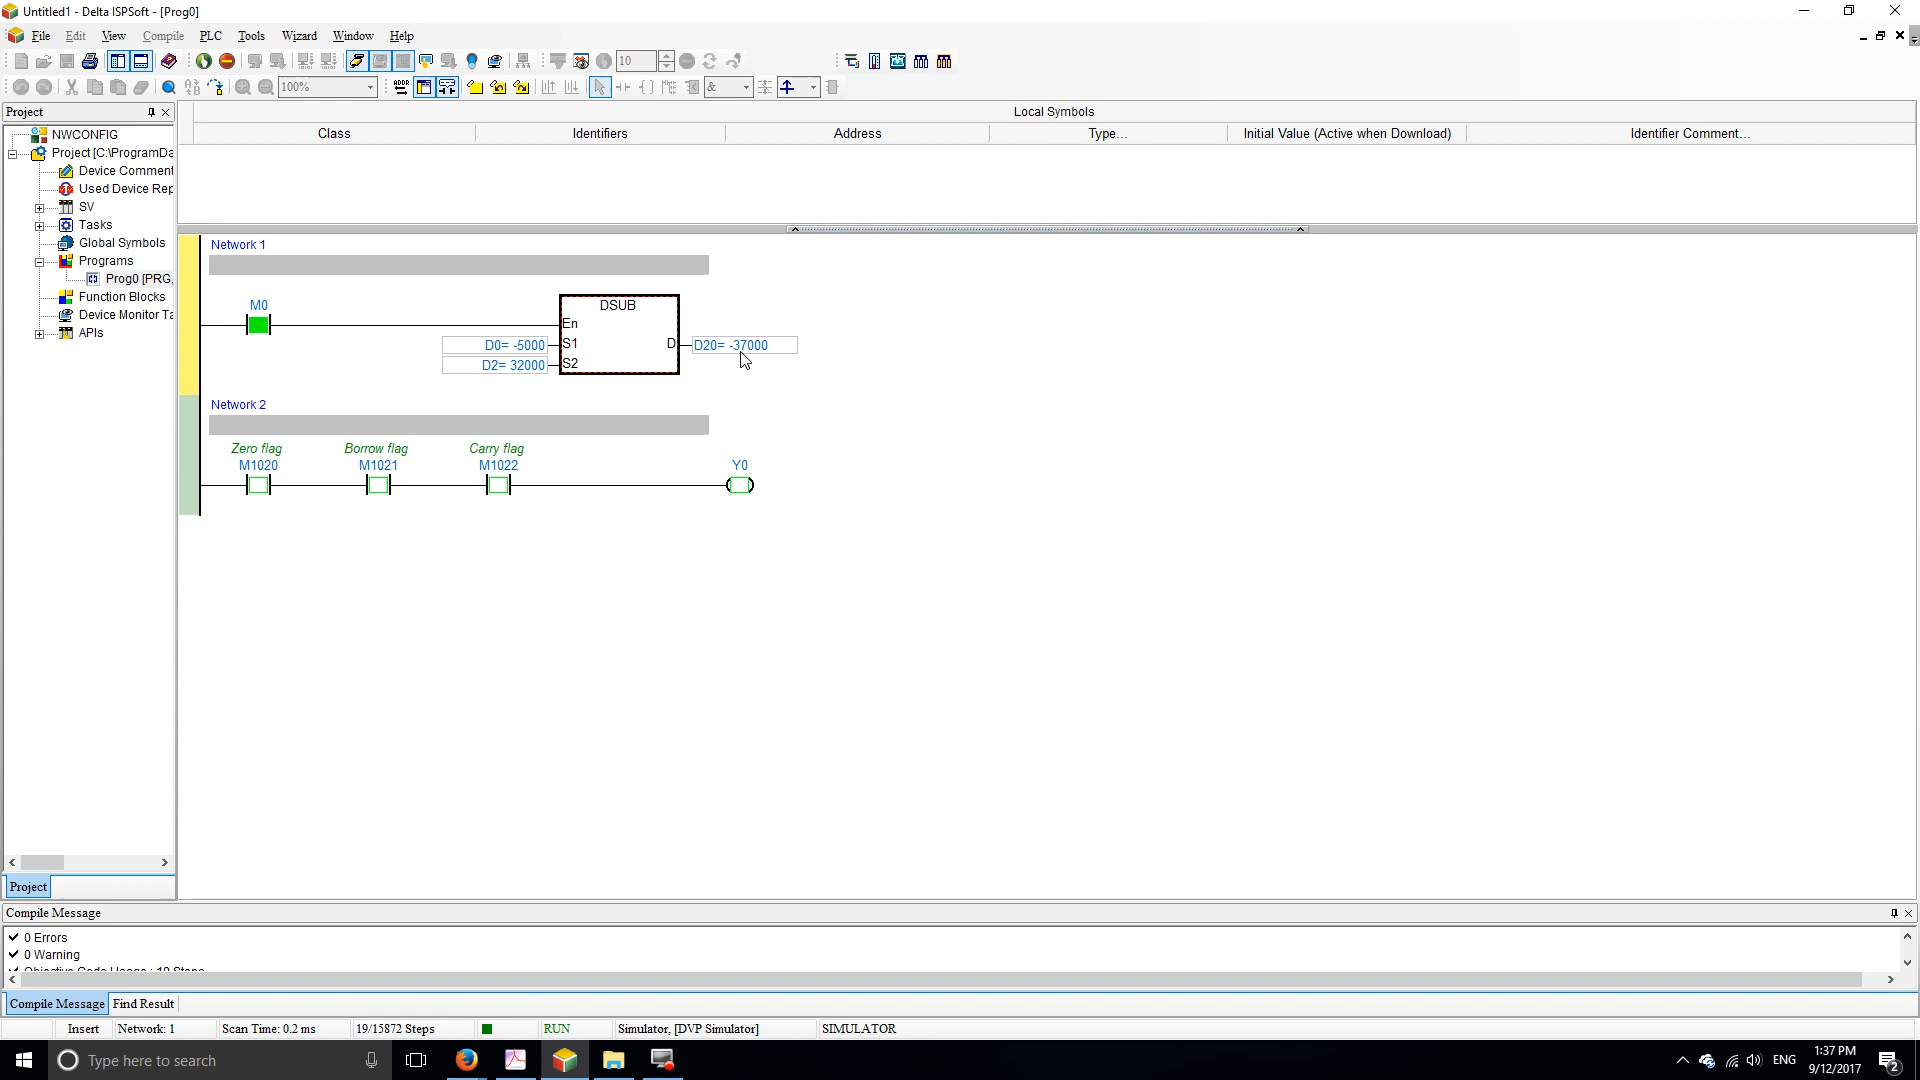 Untitled1 - Delta ISPSoft - [Prog0]
File Edit View Compile PLC Tools Wizard Window Help
10
100%
&
Project
NWCONFIG
Project [C:\ProgramDa
Device Comment
Used Device Rep
SV
Tasks
Global Symbols
Programs
Prog0 [PRG,
Function Blocks
Device Monitor Ta
APIs
Project
Local Symbols
Class Identifiers Address Type... Initial Value (Active when Download) Identifier Comment...
Network 1
M0
DSUB
En
D0= -5000 S1 D D20= -37000
D2= 32000 S2
Network 2
Zero flag Borrow flag Carry flag
M1020 M1021 M1022 Y0
Compile Message
0 Errors
0 Warning
Compile Message Find Result
Insert Network: 1 Scan Time: 0.2 ms 19/15872 Steps RUN Simulator, [DVP Simulator] SIMULATOR
Type here to search
ENG
1:37 PM
9/12/2017
2